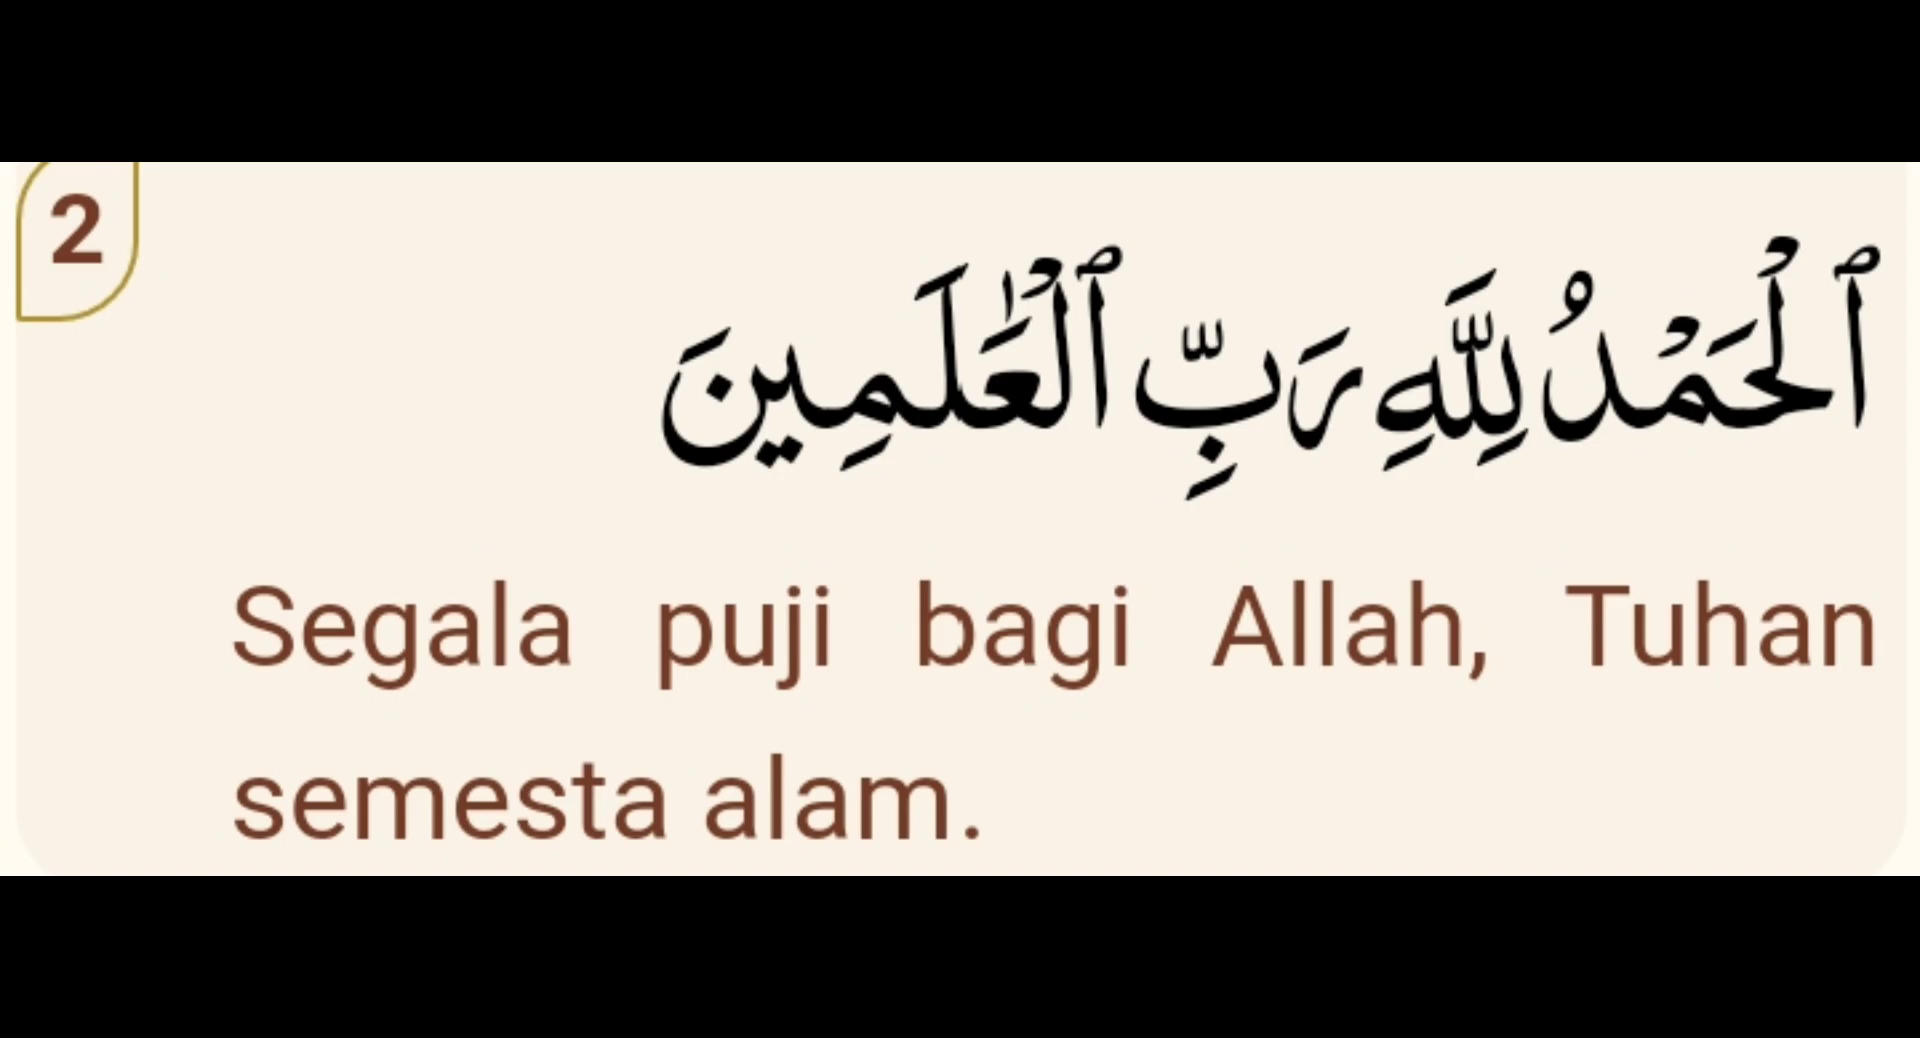 2
ٱلْحَمْدُ لِلَّهِ رَبِّ ٱلْعَٰلَمِينَ
Segala puji bagi Allah, Tuhan
semesta alam.